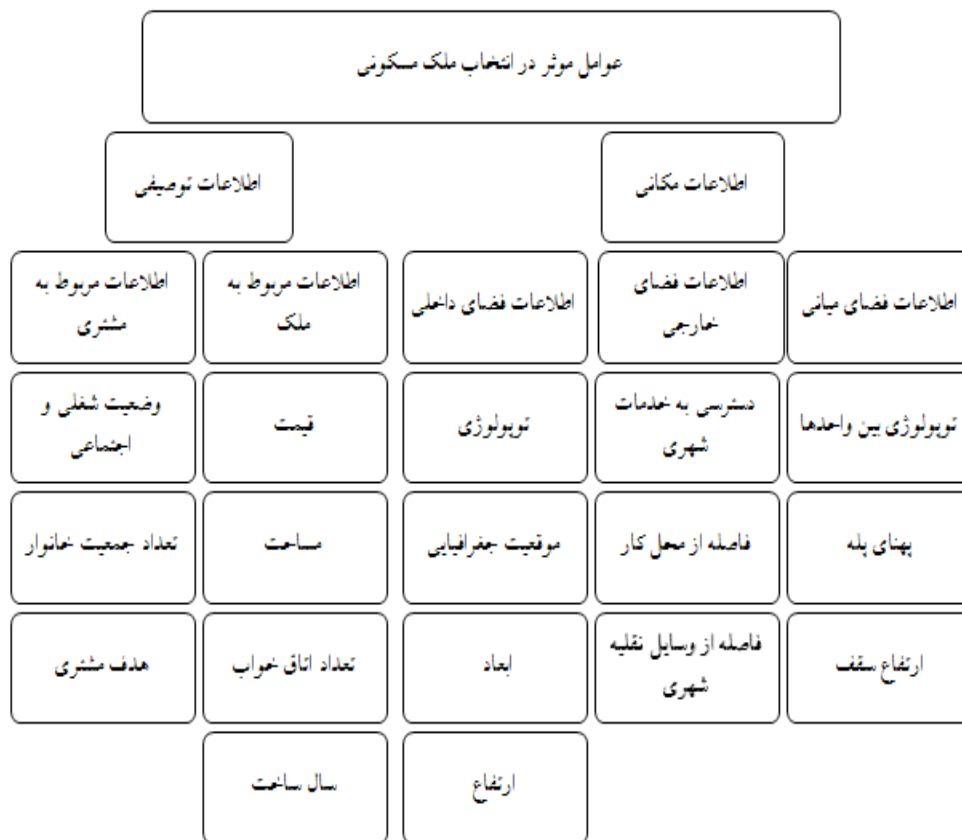 عوامل موثر در انتخاب ملک مسکونی
اطلاعات مکانی
اطلاعات توصیفی
اطلاعات فضای میانی
اطلاعات فضای
خارجی
اطلاعات فضای داخلی
اطلاعات مربوط به
ملک
اطلاعات مربوط به
مشتری
توپولوژی بین واحدها
دسترسی به خدمات
شهری
توپولوژی
قیمت
وضعیت شغلی و
اجتماعی
پهنای پله
فاصله از محل کار
موقعیت جغرافیایی
مساحت
تعداد جمعیت خانوار
ارتفاع سقف
فاصله از وسایل نقلیه
شهری
ابعاد
تعداد اتاق خواب
هدف مشتری
ارتفاع
سال ساخت